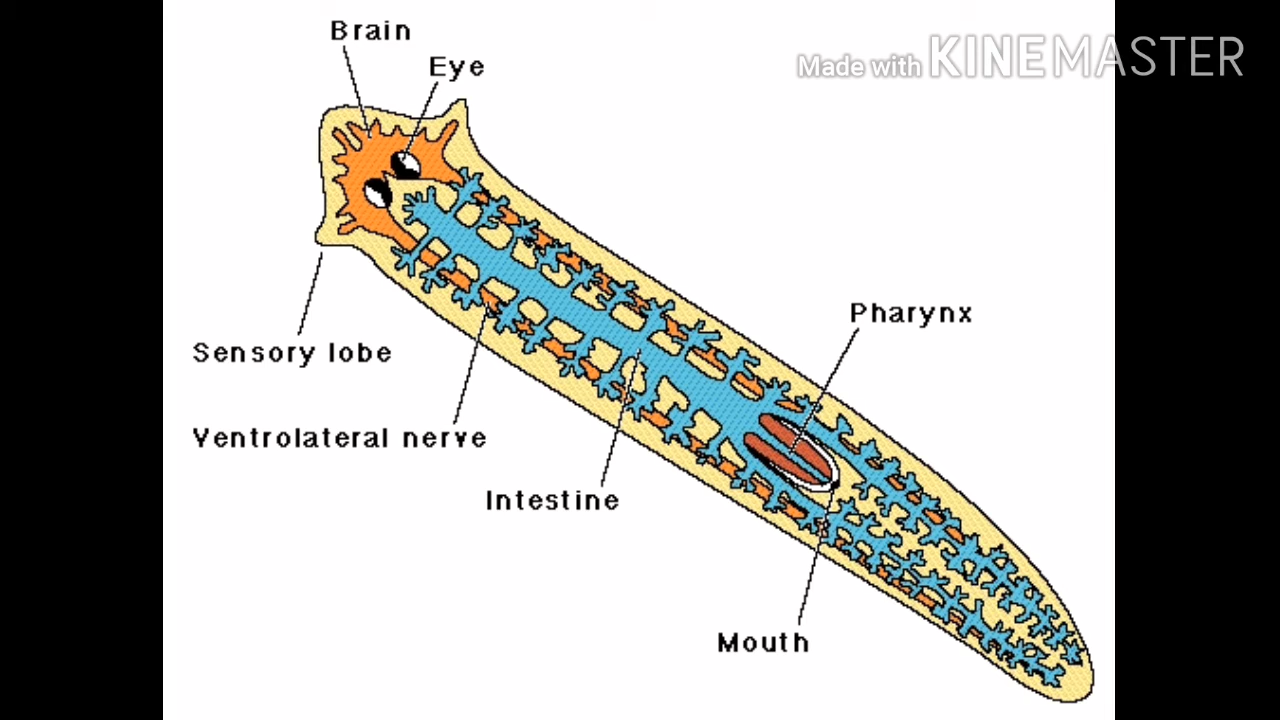 Brain
Eye
Made with KINEMASTER
Pharynx
Sensory lobe
Ventrolateral nerve
Intestine
Mouth